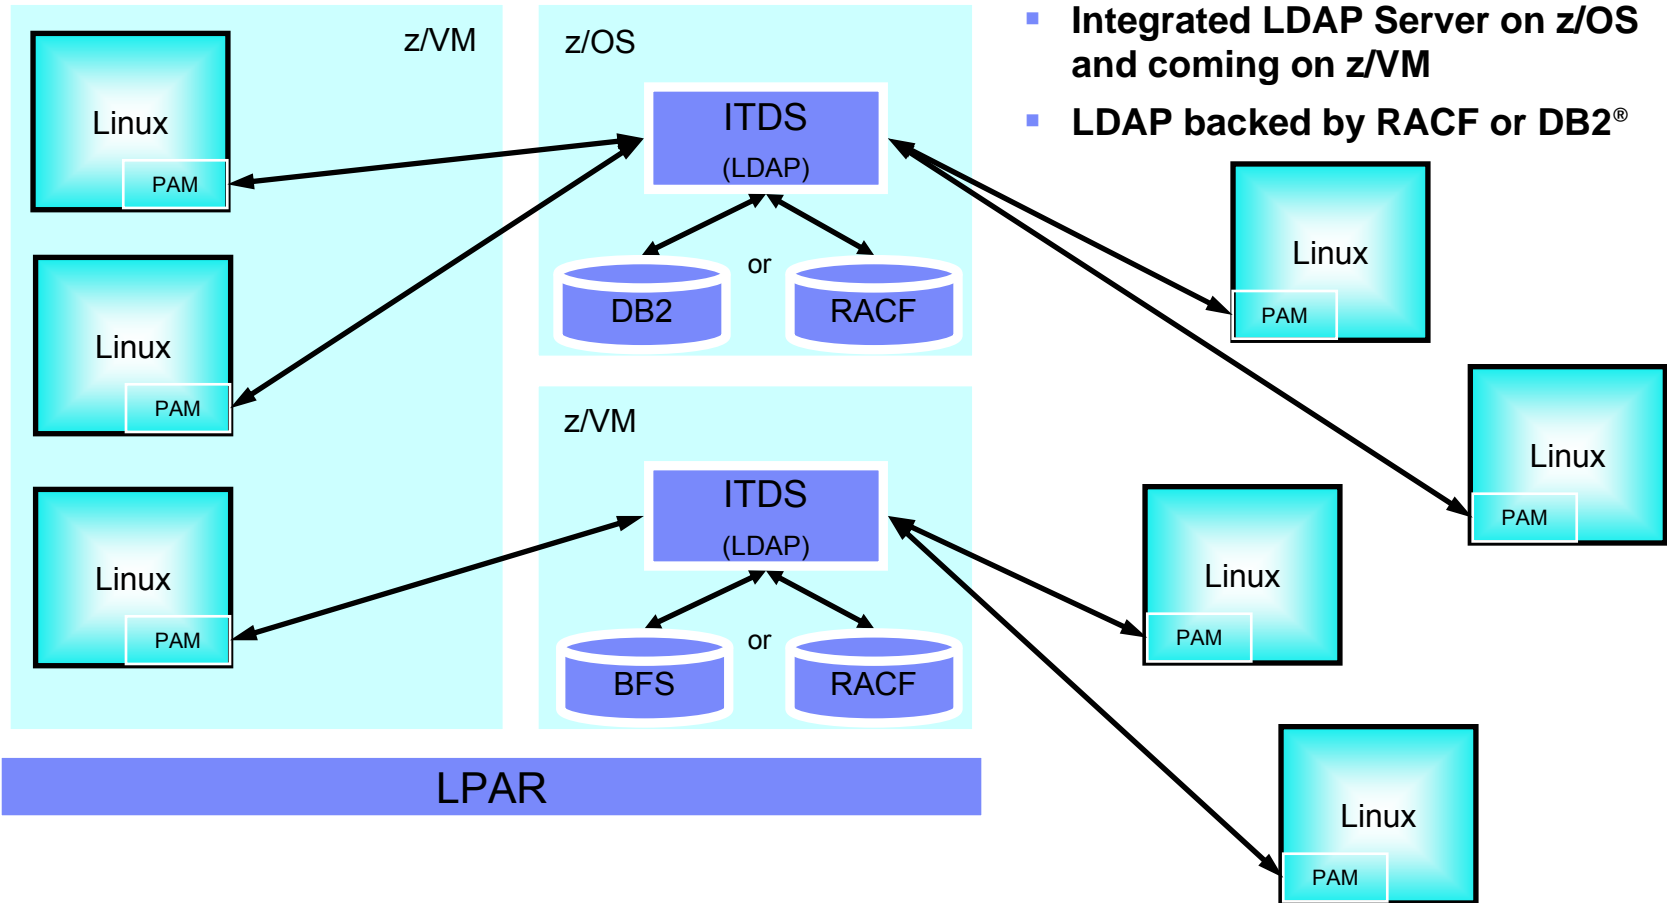 z/VM
Linux
PAM
Linux
PAM
Linux
PAM
z/OS
ITDS
(LDAP)
or
DB2
RACF
z/VM
ITDS
(LDAP)
or
BFS
RACF
LPAR
Integrated LDAP Server on z/OS
and coming on z/VM
LDAP backed by RACF or DB2®
Linux
PAM
Linux
PAM
Linux
PAM
Linux
PAM